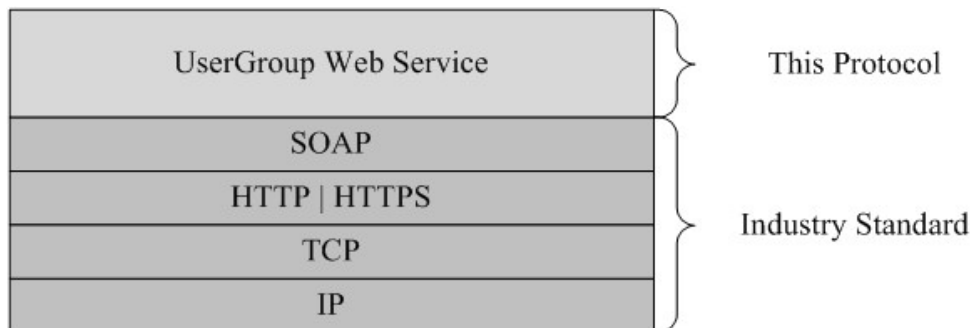 UserGroup Web Service
This Protocol
SOAP
HTTP | HTTPS
TCP
Industry Standard
IP